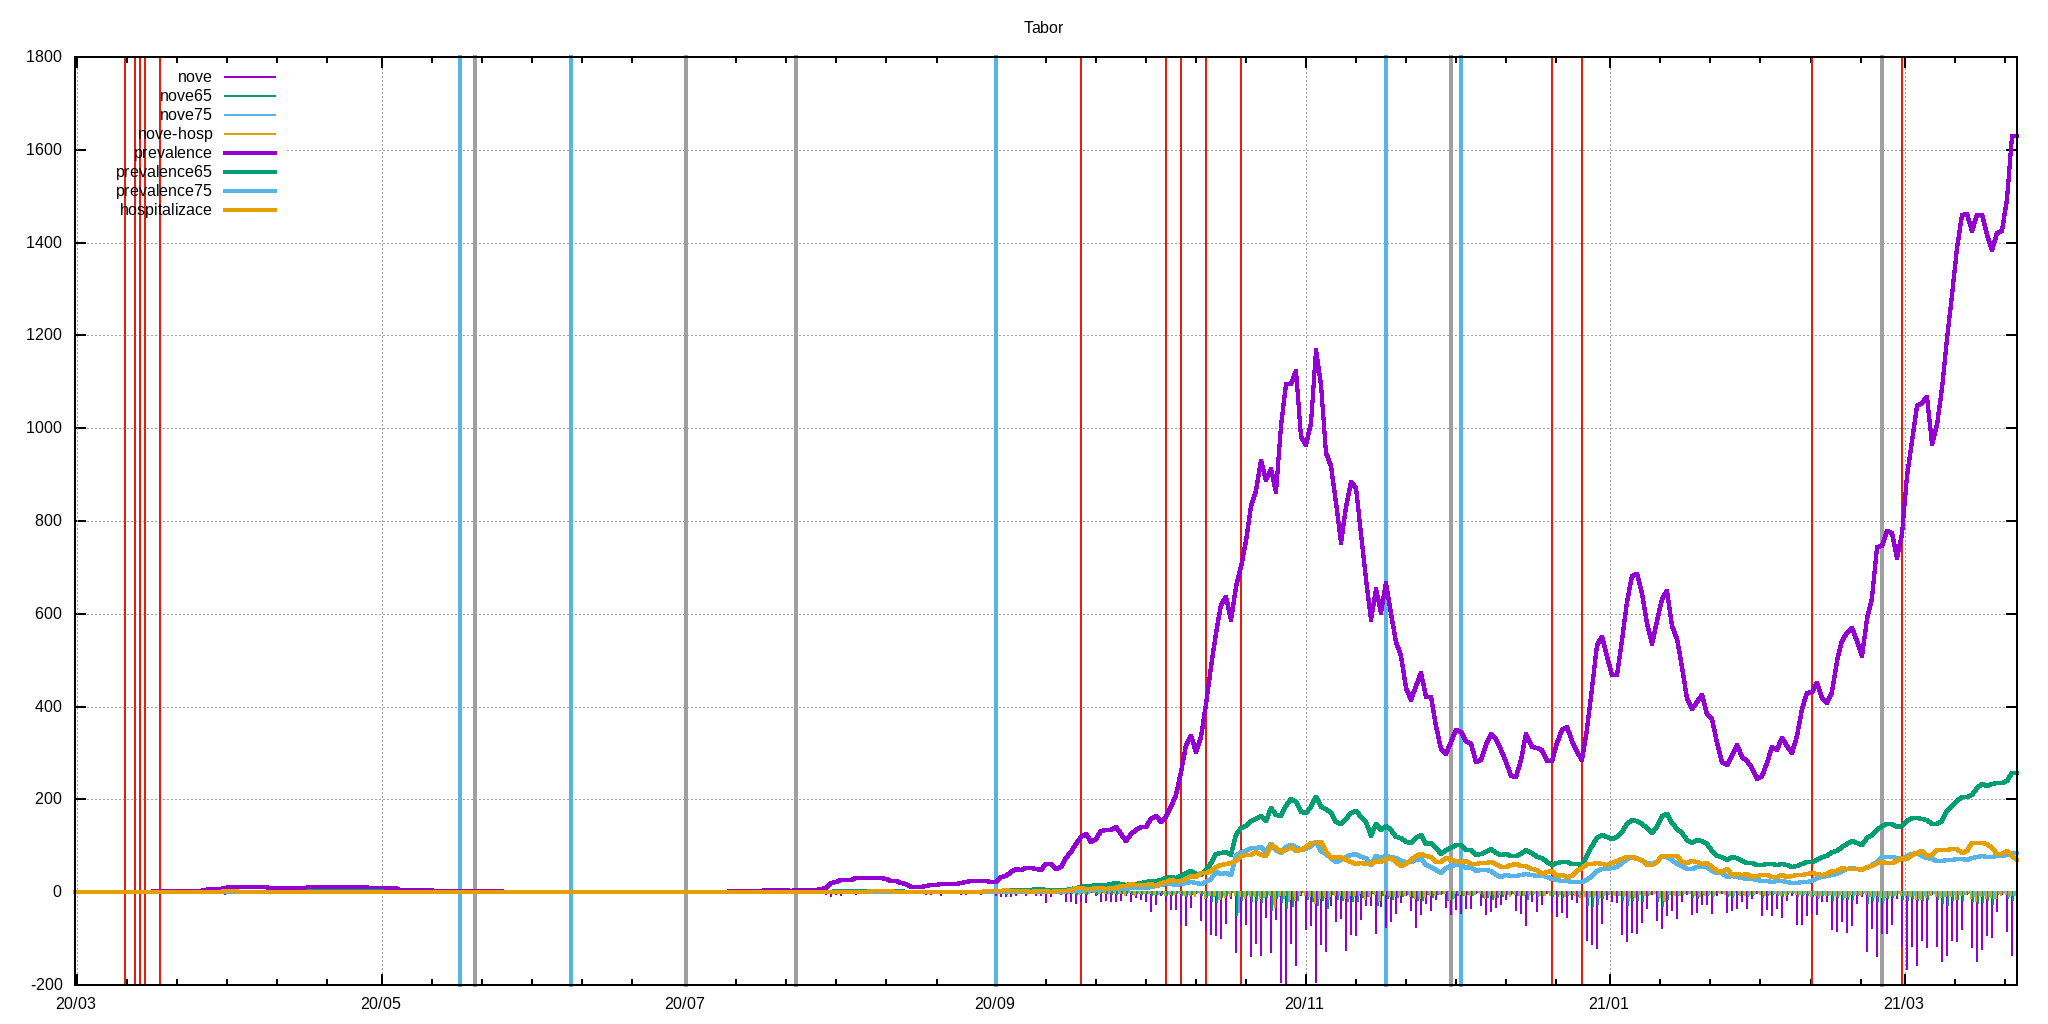 Tabor
1800
1600
1400
1200
1000
800
600
400
200
0
-200
nove
nove65
nove75
nove-hosp
prevalence
prevalence65
prevalence75
hospitalizace
20/03 20/05 20/07 20/09 20/11 21/01 21/03